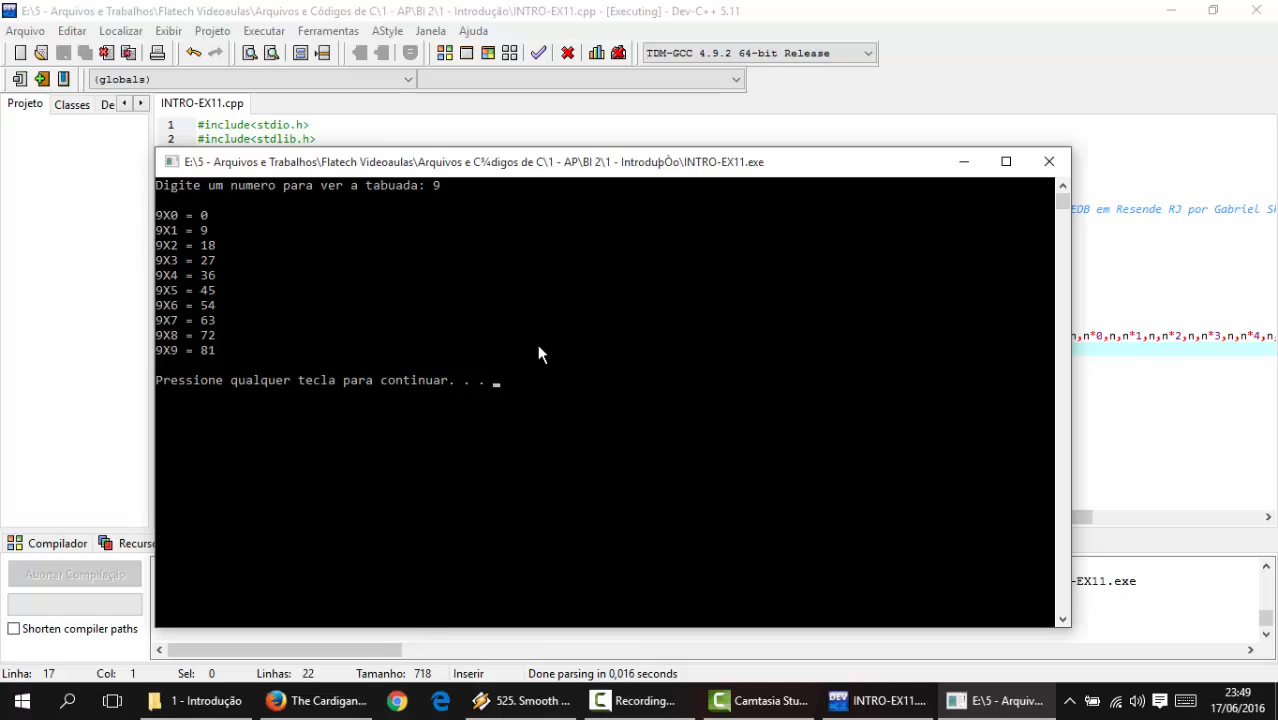 E:\5 - Arquivos e Trabalhos\Flatech Videoaulas\Arquivos e Códigos de C\1 - AP\BI 2\1 - Introdução\INTRO-EX11.cpp - [Executing] - Dev-C++ 5.11
Arquivo Editar Localizar Exibir Projeto Executar Ferramentas AStyle Janela Ajuda
TDM-GCC 4.9.2 64-bit Release
(globals)
Projeto Classes De INTRO-EX11.cpp
1 #include<stdio.h>
2 #include<stdlib.h>
E:\5 - Arquivos e Trabalhos\Flatech Videoaulas\Arquivos e C¾digos de C\1 - AP\BI 2\1 - IntroduþÒo\INTRO-EX11.exe
Digite um numero para ver a tabuada: 9
EDB em Resende RJ por Gabriel
9X0 = 0
9X1 = 9
9X2 = 18
9X3 = 27
9X4 = 36
9X5 = 45
9X6 = 54
9X7 = 63
9X8 = 72
n,n*0,n,n*1,n,n*2,n,n*3,n,n*4,n,
9X9 = 81
Pressione qualquer tecla para continuar. . . _
Compilador Recurso
Abortar Compilação
-EX11.exe
Shorten compiler paths
Linha: 17 Col: 1 Sel: 0 Linhas: 22 Tamanho: 718 Inserir Done parsing in 0,016 seconds
1 - Introdução The Cardigan... 525. Smooth ... Recording... Camtasia Stu... DEV INTRO-EX11.... E:\5 - Arquiv...
23:49
17/06/2016